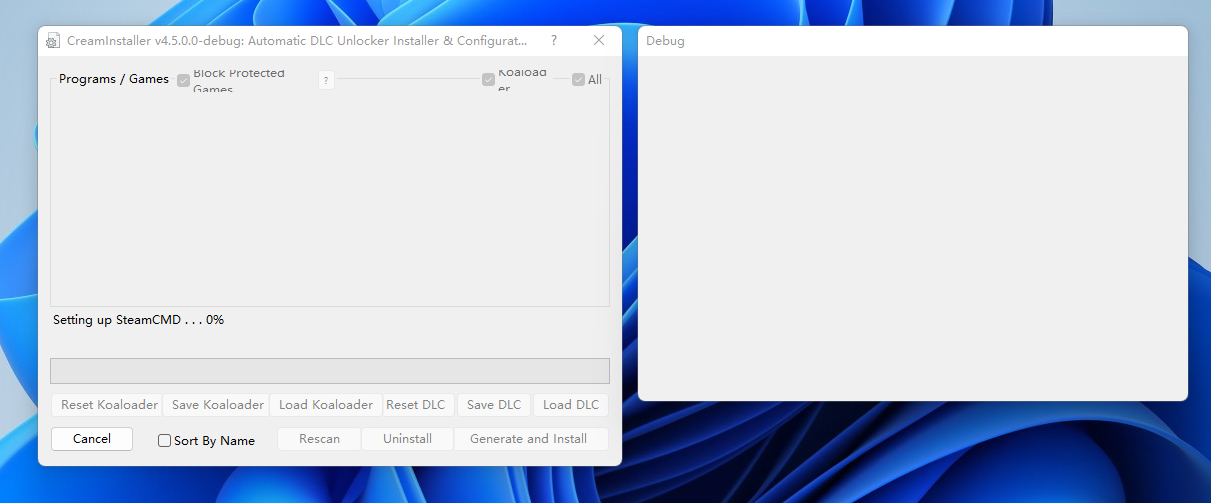 CreamInstaller v4.5.0.0-debug: Automatic DLC Unlocker Installer & Configurat...
?
Debug
Programs / Games
Block Protected
Games
?
Koaload
er
All
Setting up SteamCMD . . . 0%
Reset Koaloader
Save Koaloader
Load Koaloader
Reset DLC
Save DLC
Load DLC
Cancel
Sort By Name
Rescan
Uninstall
Generate and Install